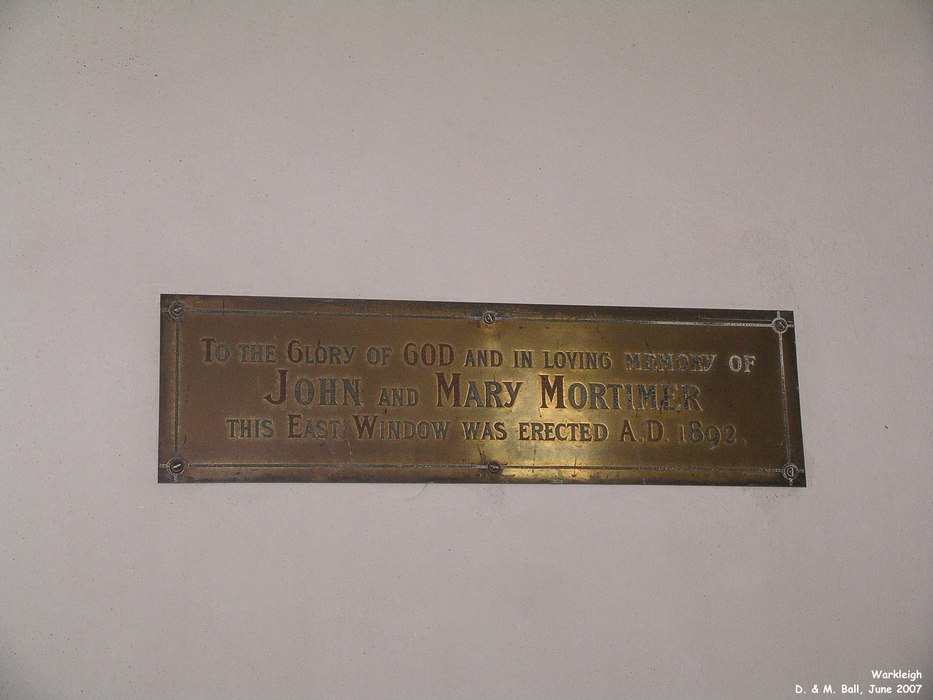 To the Glory of GOD and in loving memory of
John and Mary Mortimer
this East Window was erected A.D. 1892.
Warkleigh
D. & M. Ball, June 2007